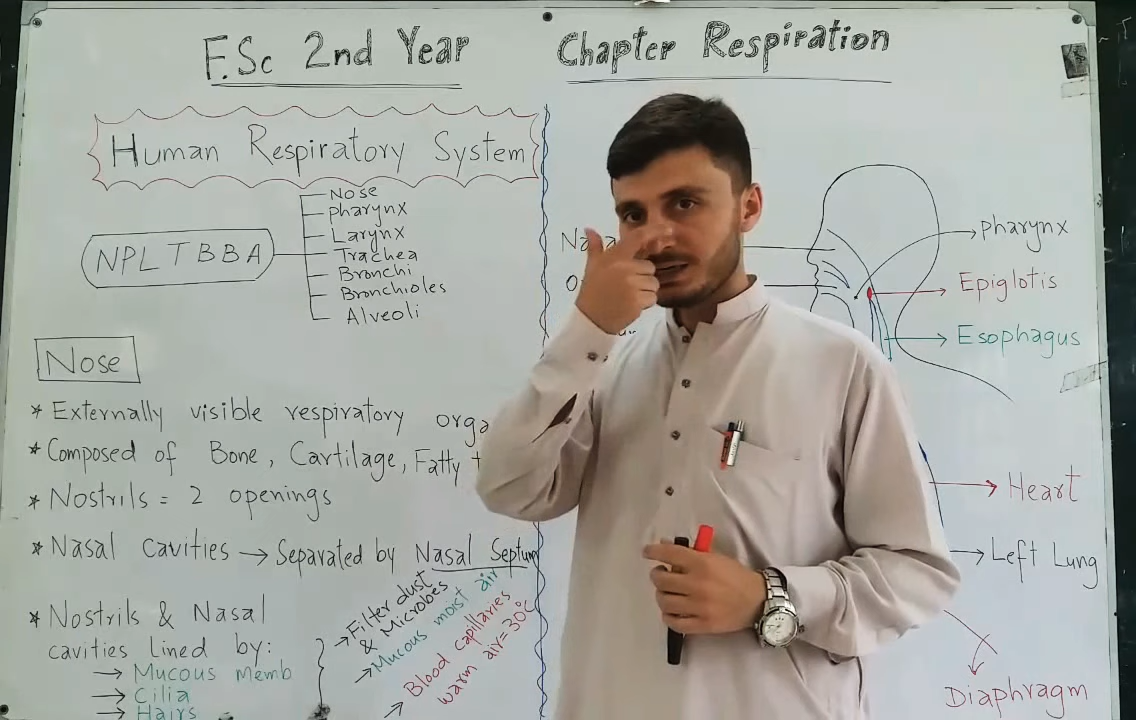 F.Sc 2nd Year
Chapter Respiration
Human Respiratory System
NPLTBBA
Nose
pharynx
Larynx
Trachea
Bronchi
Bronchioles
Alveoli
Nose
* Externally visible respiratory orga
* Composed of Bone, Cartilage, Fatty
* Nostrils = 2 openings
* Nasal Cavities → Separated by Nasal Septum
* Nostrils & Nasal
cavities lined by:
→ Mucous memb
→ Cilia
→ Hairs
→ Filter dust
& Microbes
→ Mucous moist air
→ Blood capillaries
warm air = 30°C
Pharynx
Epiglotis
Esophagus
Heart
Left Lung
Diaphragm